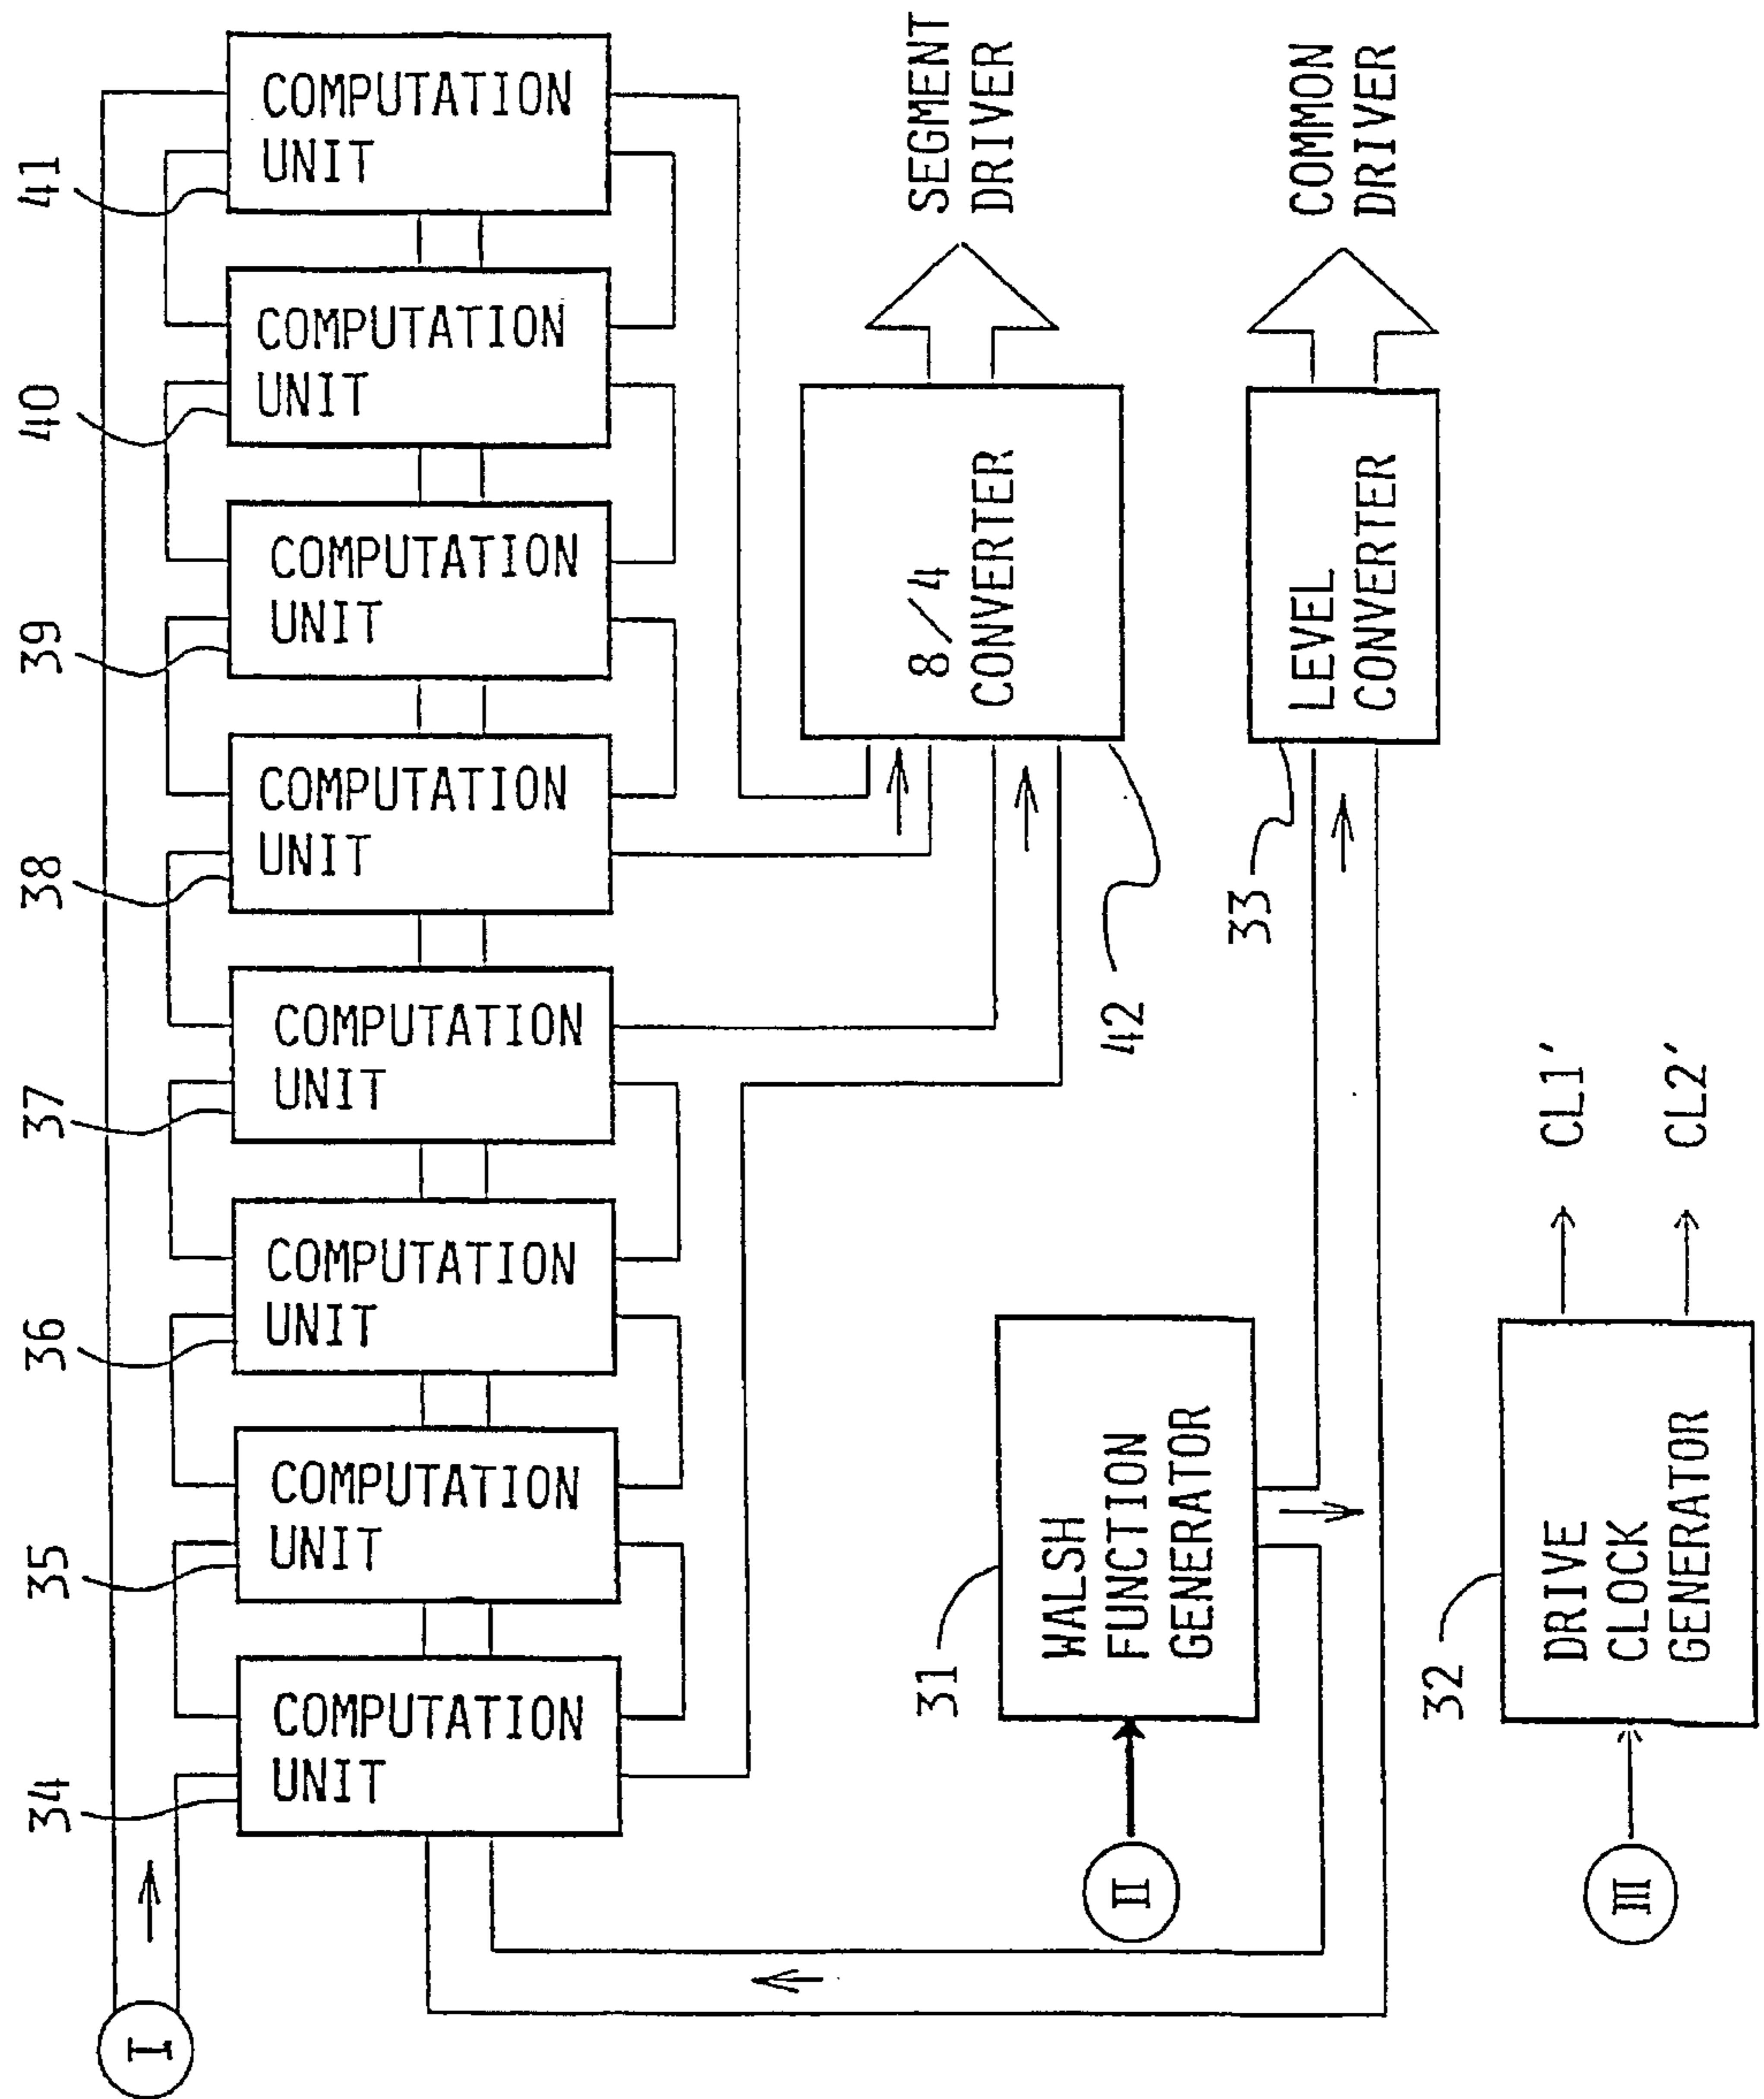 I
34
35
36
37
38
39
40
41
COMPUTATION
UNIT
COMPUTATION
UNIT
COMPUTATION
UNIT
COMPUTATION
UNIT
COMPUTATION
UNIT
COMPUTATION
UNIT
COMPUTATION
UNIT
COMPUTATION
UNIT
8/4
CONVERTER
42
SEGMENT
DRIVER
II
31
WALSH
FUNCTION
GENERATOR
33
LEVEL
CONVERTER
COMMON
DRIVER
III
32
DRIVE
CLOCK
GENERATOR
CL1'
CL2'